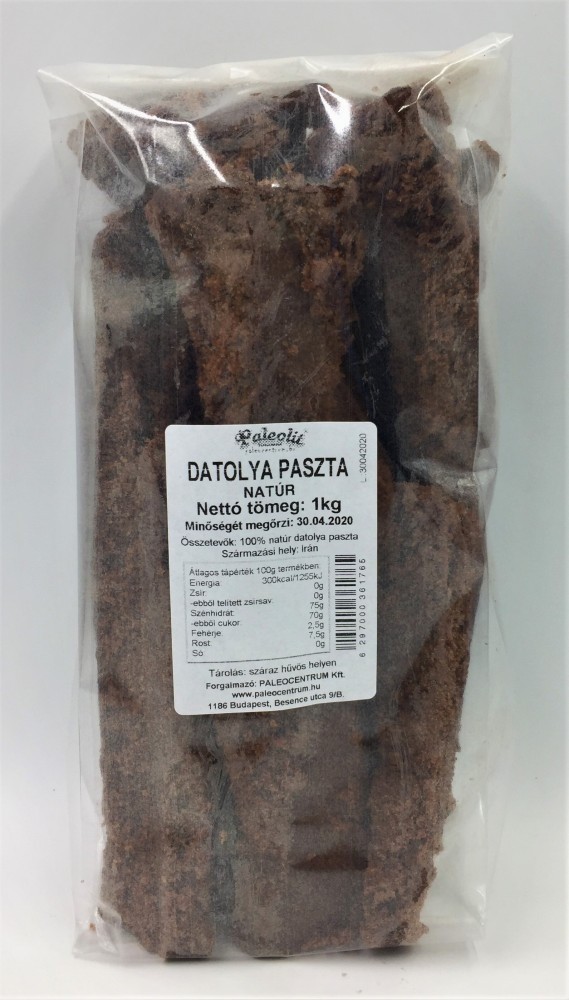 Paleolit
paleocentrum.hu
DATOLYA PASZTA
NATÚR
Nettó tömeg: 1kg
Minőségét megőrzi: 30.04.2020
Összetevők: 100% natúr datolya paszta
Származási hely: Irán
Átlagos tápérték 100g termékben:
Energia: 300kcal/1255kJ
Zsír: 0g
-ebből telített zsírsav: 0g
Szénhidrát: 75g
-ebből cukor: 70g
Fehérje: 2,5g
Rost: 7,5g
Só: 0g
Tárolás: száraz hűvös helyen
Forgalmazó: PALEOCENTRUM Kft.
www.paleocentrum.hu
1186 Budapest, Besence utca 9/B.
L: 30042020
6 297000 361765